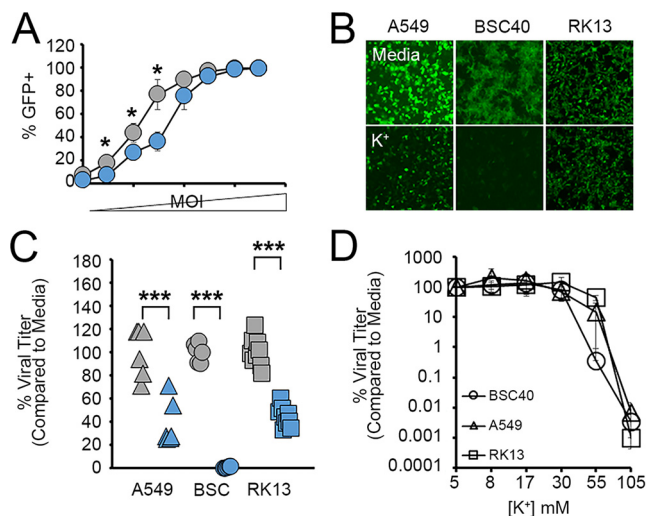 A
% GFP+
120
100
80
60
40
20
0
*
*
*
MOI
B
A549 BSC40 RK13
Media
K+
C
% Viral Titer
(Compared to Media)
180
160
140
120
100
80
60
40
20
0
***
***
***
A549 BSC RK13
D
% Viral Titer
(Compared to Media)
1000
100
10
1
0.1
0.01
0.001
0.0001
BSC40
A549
RK13
5 8 17 30 55 105
[K+] mM